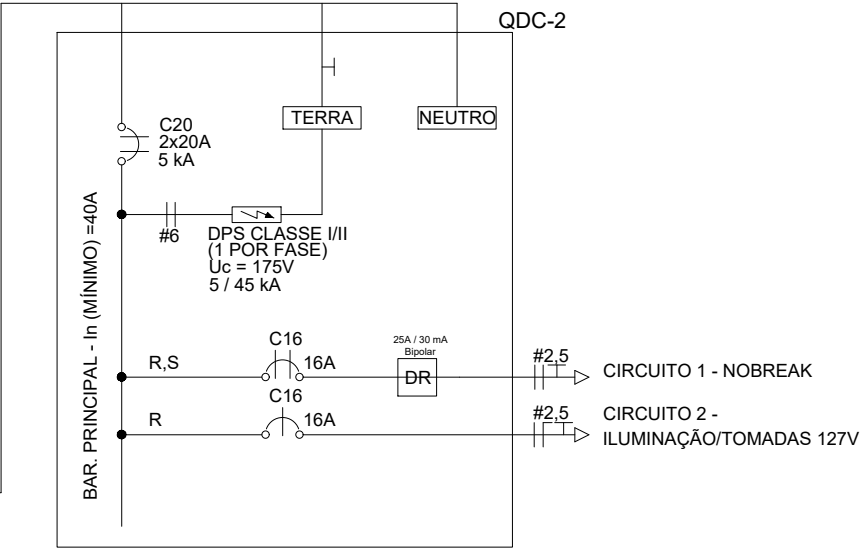 QDC-2
TERRA
NEUTRO
C20
2x20A
5 kA
BAR. PRINCIPAL - In (MÍNIMO) =40A
#6
DPS CLASSE I/II
(1 POR FASE)
Uc = 175V
5 / 45 kA
R,S
C16
16A
25A / 30 mA
Bipolar
DR
#2,5
CIRCUITO 1 - NOBREAK
R
C16
16A
#2,5
CIRCUITO 2 -
ILUMINAÇÃO/TOMADAS 127V